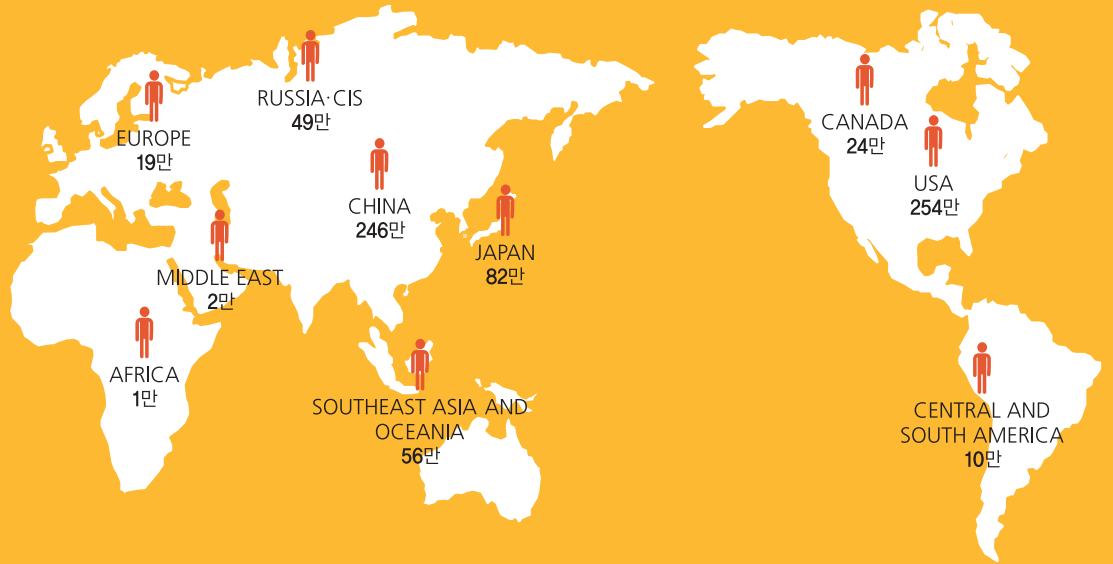 RUSSIA·CIS
49만
EUROPE
19만
CANADA
24만
USA
254만
CHINA
246만
JAPAN
82만
MIDDLE EAST
2만
AFRICA
1만
SOUTHEAST ASIA AND
OCEANIA
56만
CENTRAL AND
SOUTH AMERICA
10만